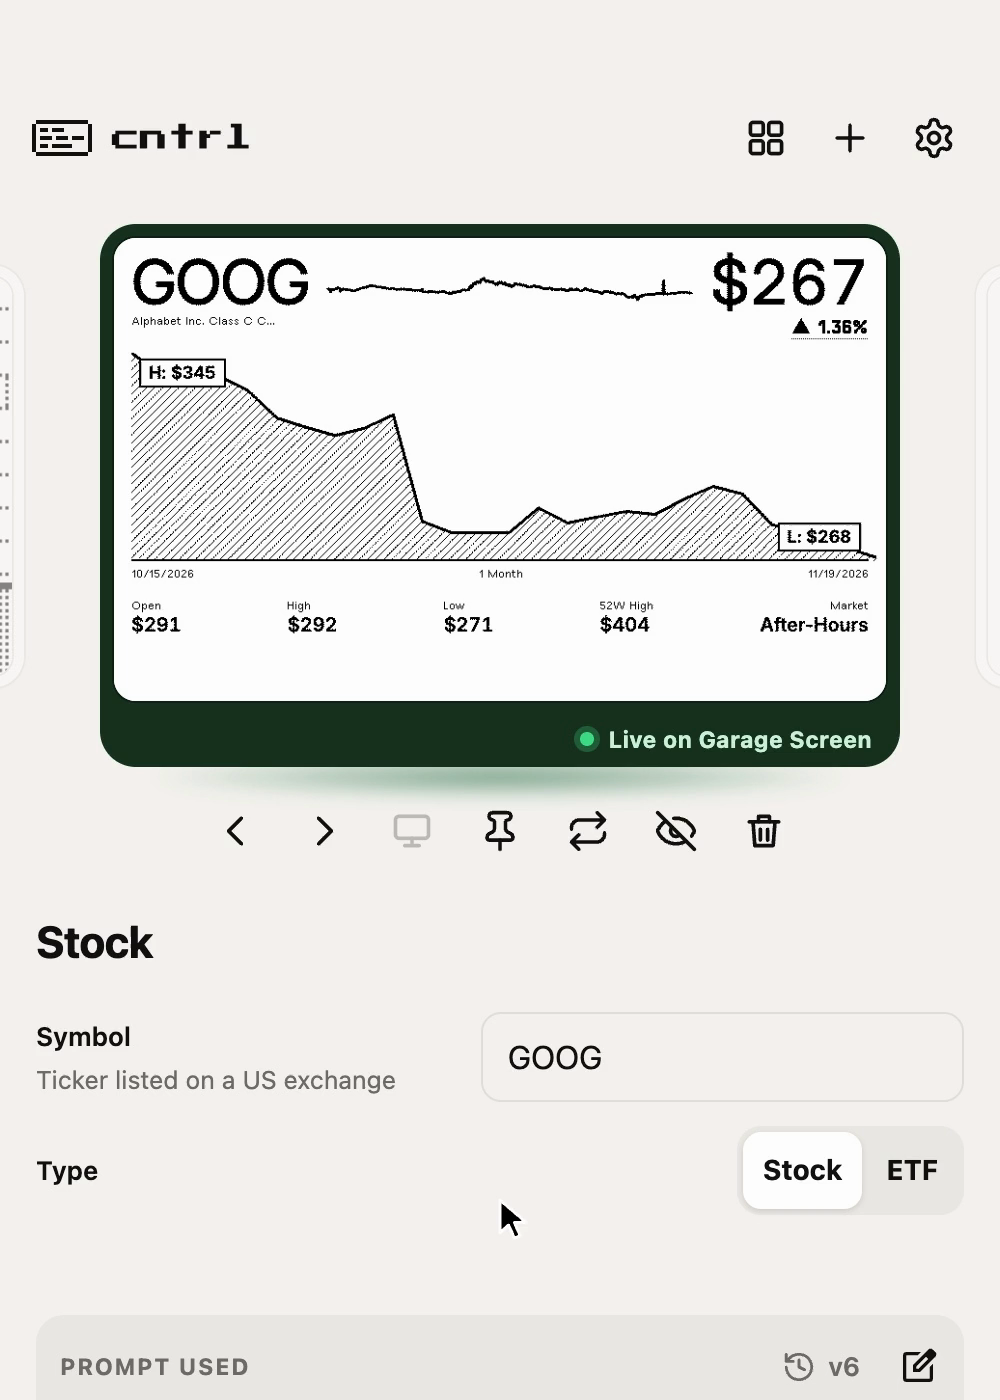 cntrl
GOOG
$267
Alphabet Inc. Class C C...
▲ 1.36%
H: $345
L: $268
10/15/2026 1 Month 11/19/2026
Open High Low 52W High Market
$291 $292 $271 $404 After-Hours
Live on Garage Screen
Stock
Symbol
Ticker listed on a US exchange
GOOG
Type
Stock ETF
PROMPT USED v6